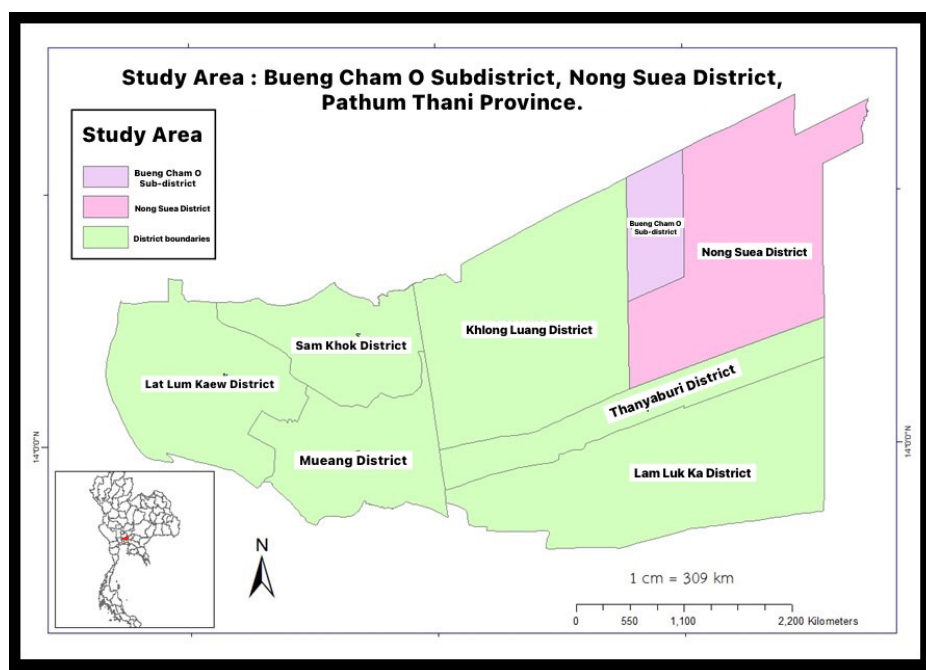 Study Area : Bueng Cham O Subdistrict, Nong Suea District,
Pathum Thani Province.
Study Area
Bueng Cham O
Sub-district
Nong Suea District
District boundaries
Bueng Cham O
Sub-district
Nong Suea District
Khlong Luang District
Sam Khok District
Lat Lum Kaew District
Thanyaburi District
Mueang District
Lam Luk Ka District
14°0'0"N
14°0'0"N
N
1 cm = 309 km
0 550 1,100 2,200 Kilometers